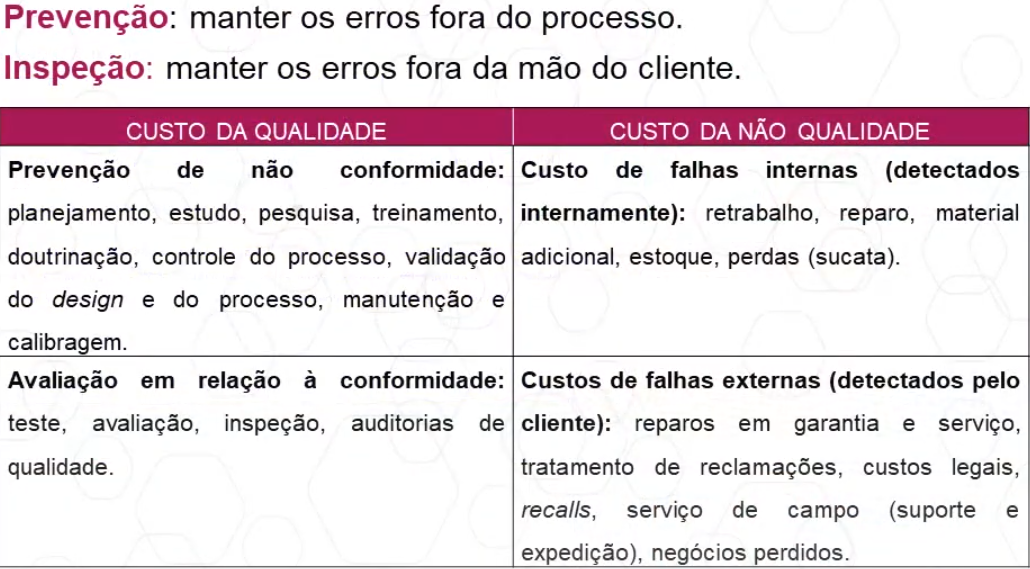 Prevenção: manter os erros fora do processo.
Inspeção: manter os erros fora da mão do cliente.
CUSTO DA QUALIDADE
CUSTO DA NÃO QUALIDADE
Prevenção de não conformidade:
planejamento, estudo, pesquisa, treinamento,
doutrinação, controle do processo, validação
do design e do processo, manutenção e
calibragem.
Custo de falhas internas (detectados
internamente): retrabalho, reparo, material
adicional, estoque, perdas (sucata).
Avaliação em relação à conformidade:
teste, avaliação, inspeção, auditorias de
qualidade.
Custos de falhas externas (detectados pelo
cliente): reparos em garantia e serviço,
tratamento de reclamações, custos legais,
recalls, serviço de campo (suporte e
expedição), negócios perdidos.